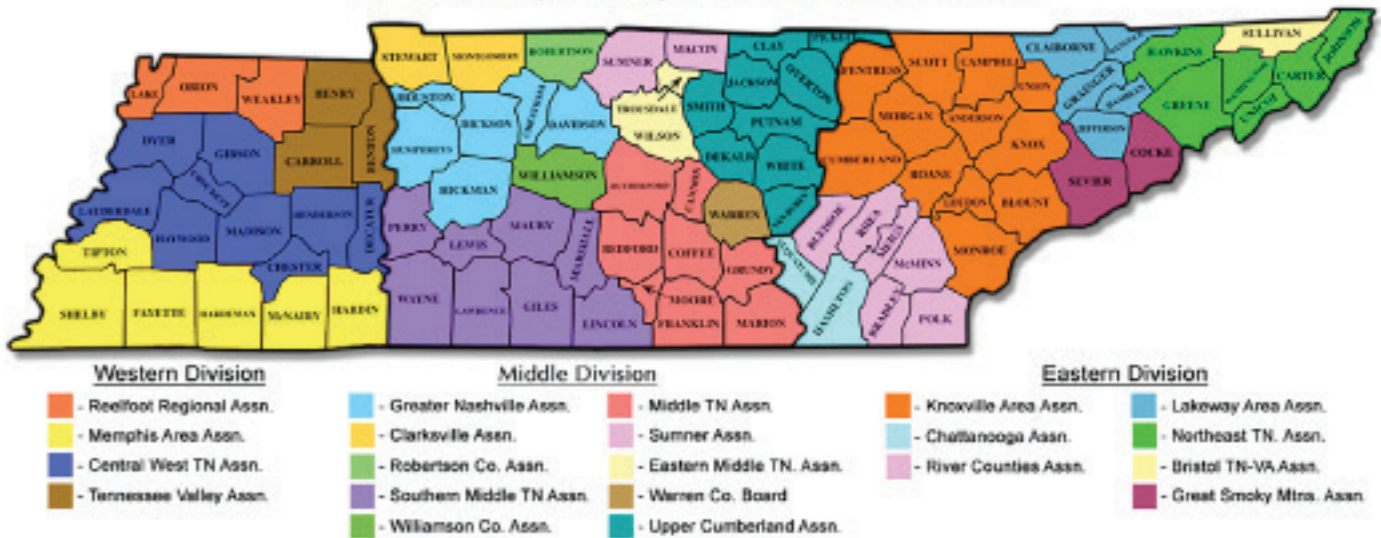 STEWART
MONTGOMERY
ROBERTSON
SUMNER
MACON
CLAY
PICKETT
FENTRESS
SCOTT
CAMPBELL
CLAIBORNE
HAWKINS
SULLIVAN
JOHNSON
LAKE
OBION
WEAKLEY
HENRY
HOUSTON
DICKSON
CHEATHAM
DAVIDSON
TROUSDALE
WILSON
SMITH
JACKSON
OVERTON
PUTNAM
MORGAN
ANDERSON
UNION
GRAINGER
HAMBLEN
GREENE
WASHINGTON
CARTER
UNICOI
DYER
GIBSON
CARROLL
BENTON
HUMPHREYS
HICKMAN
WILLIAMSON
RUTHERFORD
CANNON
DEKALB
WHITE
CUMBERLAND
ROANE
KNOX
JEFFERSON
SEVIER
COCKE
LAUDERDALE
CROCKETT
HAYWOOD
MADISON
HENDERSON
DECATUR
PERRY
LEWIS
MAURY
MARSHALL
BEDFORD
COFFEE
WARREN
VAN BUREN
BLEDSOE
RHEA
MEIGS
LOUDON
BLOUNT
MONROE
McMINN
TIPTON
CHESTER
GRUNDY
SEQUATCHIE
SHELBY
FAYETTE
HARDEMAN
McNAIRY
HARDIN
WAYNE
LAWRENCE
GILES
LINCOLN
MOORE
FRANKLIN
MARION
HAMILTON
BRADLEY
POLK
Western Division
- Reelfoot Regional Assn.
- Memphis Area Assn.
- Central West TN Assn.
- Tennessee Valley Assn.
Middle Division
- Greater Nashville Assn.
- Clarksville Assn.
- Robertson Co. Assn.
- Southern Middle TN Assn.
- Williamson Co. Assn.
- Middle TN Assn.
- Sumner Assn.
- Eastern Middle TN. Assn.
- Warren Co. Board
- Upper Cumberland Assn.
Eastern Division
- Knoxville Area Assn.
- Chattanooga Assn.
- River Counties Assn.
- Lakeway Area Assn.
- Northeast TN. Assn.
- Bristol TN-VA Assn.
- Great Smoky Mtns. Assn.